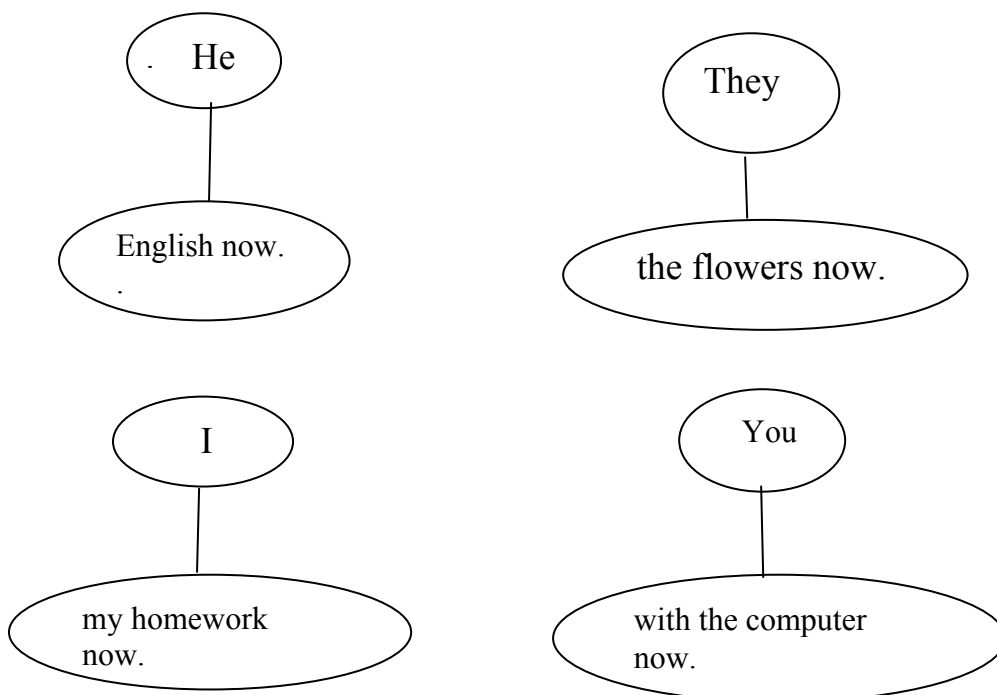 . He
They
English now.
.
the flowers now.
I
You
my homework
now.
with the computer
now.